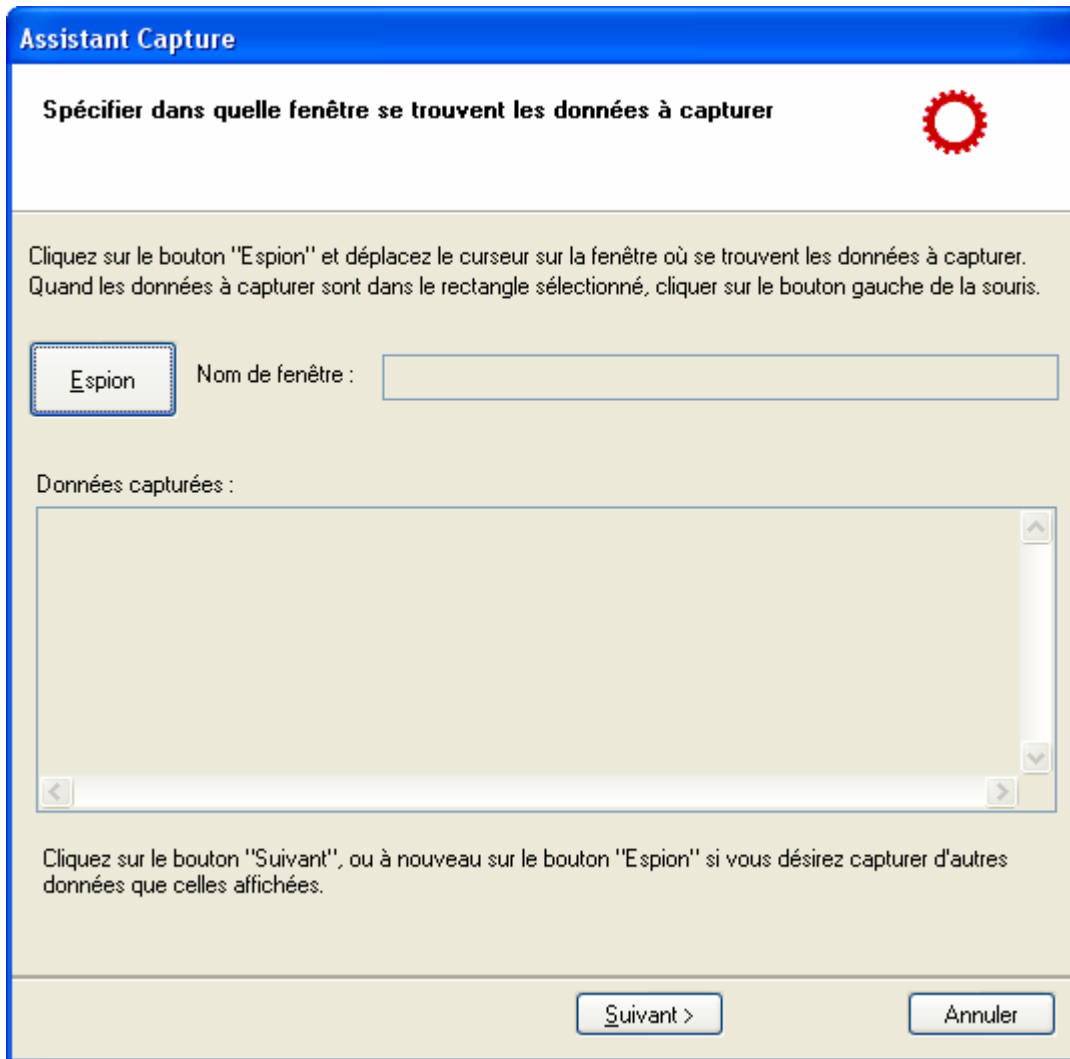 Assistant Capture
Spécifier dans quelle fenêtre se trouvent les données à capturer
Cliquez sur le bouton "Espion" et déplacez le curseur sur la fenêtre où se trouvent les données à capturer.
Quand les données à capturer sont dans le rectangle sélectionné, cliquer sur le bouton gauche de la souris.
Espion
Nom de fenêtre :
Données capturées :
Cliquez sur le bouton "Suivant", ou à nouveau sur le bouton "Espion" si vous désirez capturer d'autres
données que celles affichées.
Suivant >
Annuler